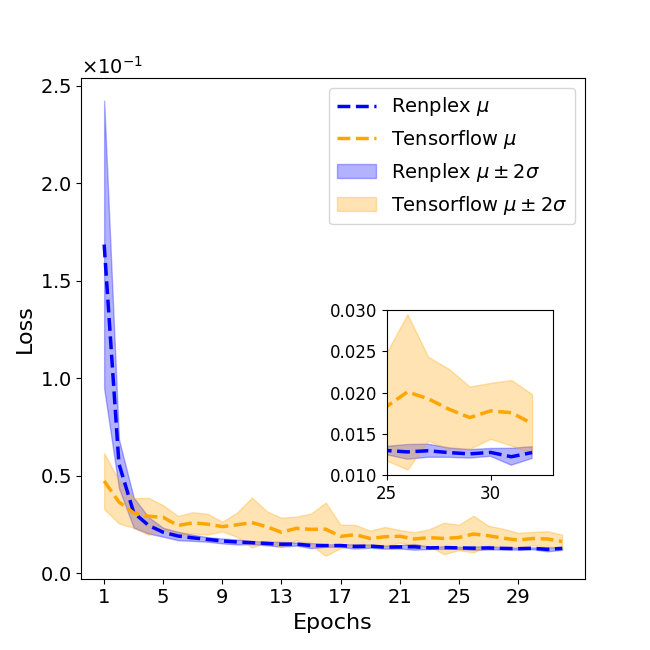 ×10⁻¹
2.5
2.0
1.5
1.0
0.5
0.0
Loss
Renplex μ
Tensorflow μ
Renplex μ ± 2σ
Tensorflow μ ± 2σ
0.030
0.025
0.020
0.015
0.010
25 30
1 5 9 13 17 21 25 29
Epochs